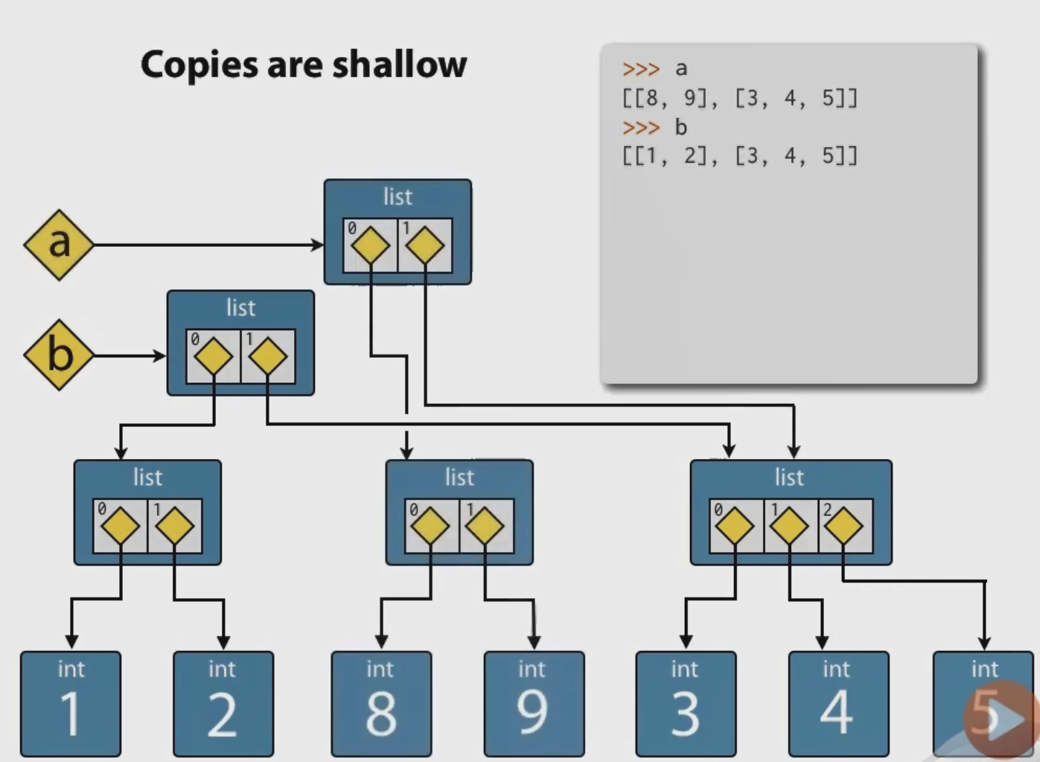 Copies are shallow
>>> a
[[8, 9], [3, 4, 5]]
>>> b
[[1, 2], [3, 4, 5]]
list
0 1
a
list
0 1
b
list
0 1
list
0 1
list
0 1 2
int
1
int
2
int
8
int
9
int
3
int
4
int
5